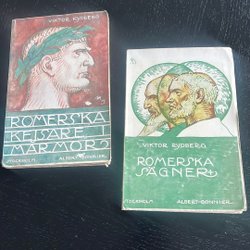 VIKTOR RYDBERG
ROMERSKA
KEJSARE I
MARMOR
STOCKHOLM ALBERT BONNIER
VIKTOR RYDBERG
ROMERSKA
SÄGNER
STOCKHOLM ALBERT BONNIER